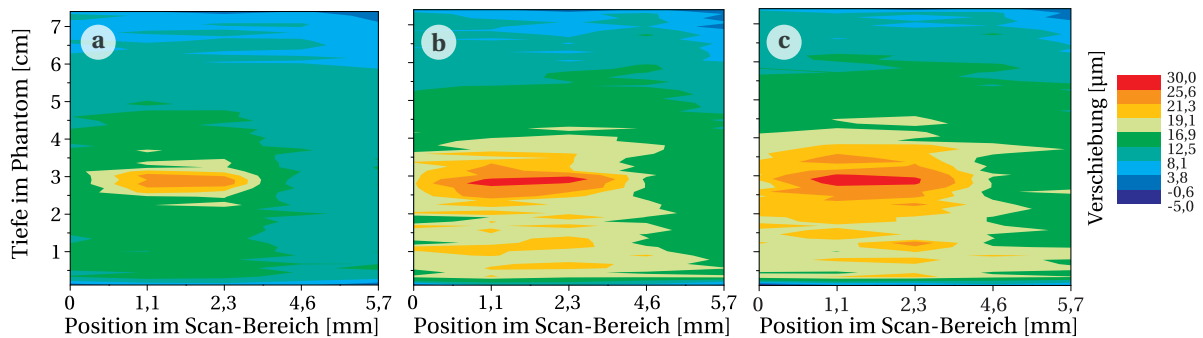 a
b
c
Tiefe im Phantom [cm]
7
6
5
4
3
2
1
0 1,1 2,3 4,6 5,7
0 1,1 2,3 4,6 5,7
0 1,1 2,3 4,6 5,7
Position im Scan-Bereich [mm]
Position im Scan-Bereich [mm]
Position im Scan-Bereich [mm]
Verschiebung [µm]
30,0
25,6
21,3
19,1
16,9
12,5
8,1
3,8
-0,6
-5,0